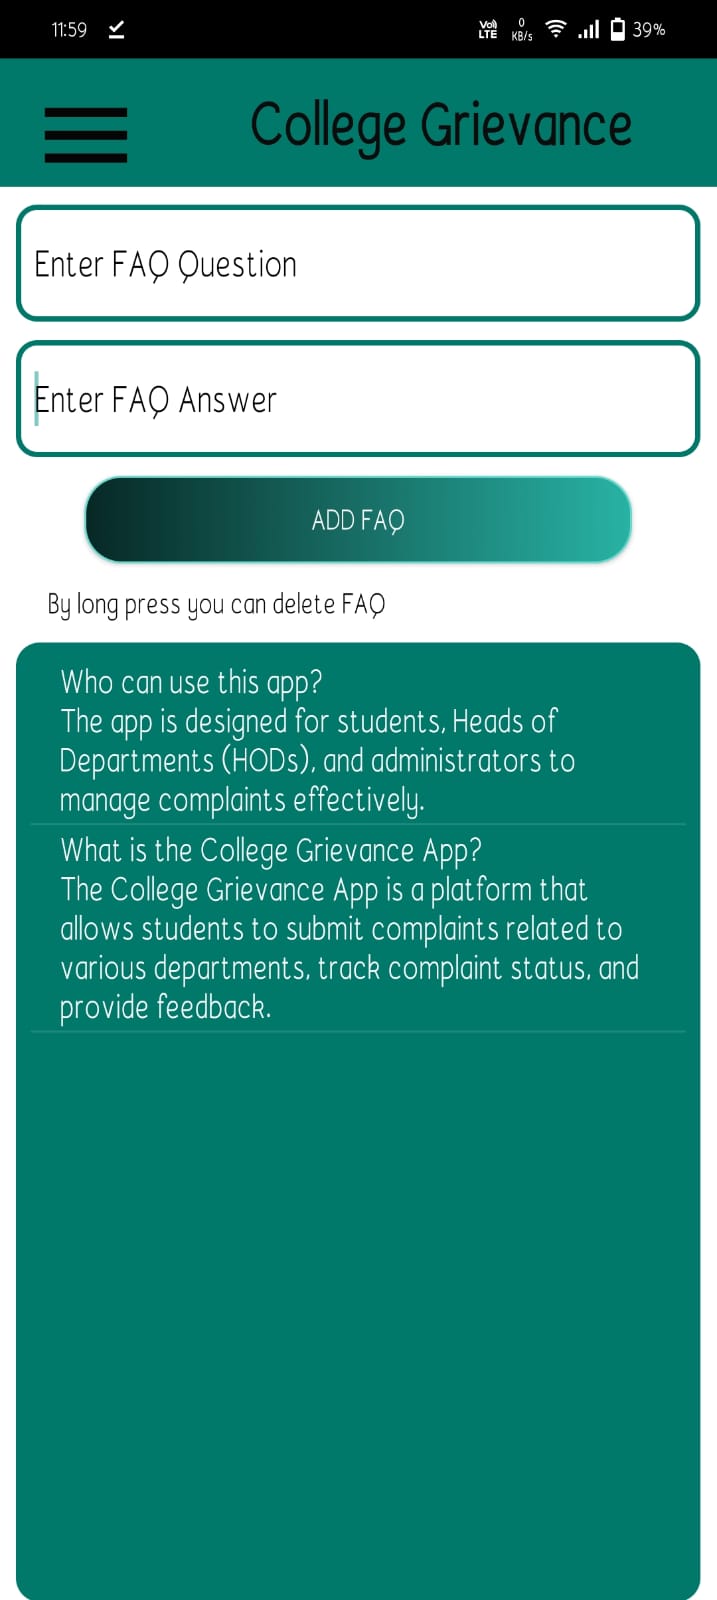 11:59 Vo) LTE 0 KB/s 39%
College Grievance
Enter FAQ Question
Enter FAQ Answer
ADD FAQ
By long press you can delete FAQ
Who can use this app?
The app is designed for students, Heads of
Departments (HODs), and administrators to
manage complaints effectively.
What is the College Grievance App?
The College Grievance App is a platform that
allows students to submit complaints related to
various departments, track complaint status, and
provide feedback.